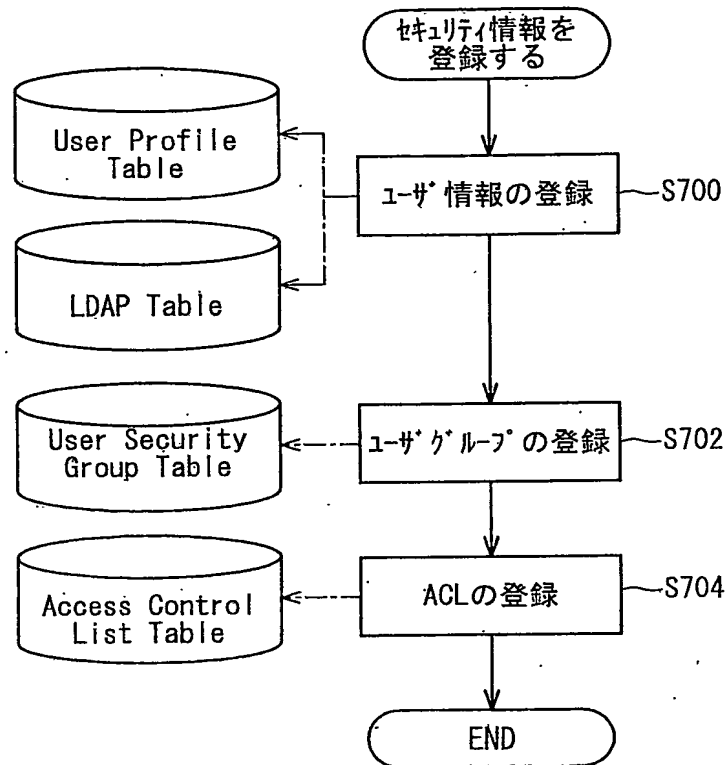 セキュリティ情報を
登録する
User Profile
Table
ユーザ情報の登録
S700
LDAP Table
User Security
Group Table
ユーザグループの登録
S702
Access Control
List Table
ACLの登録
S704
END